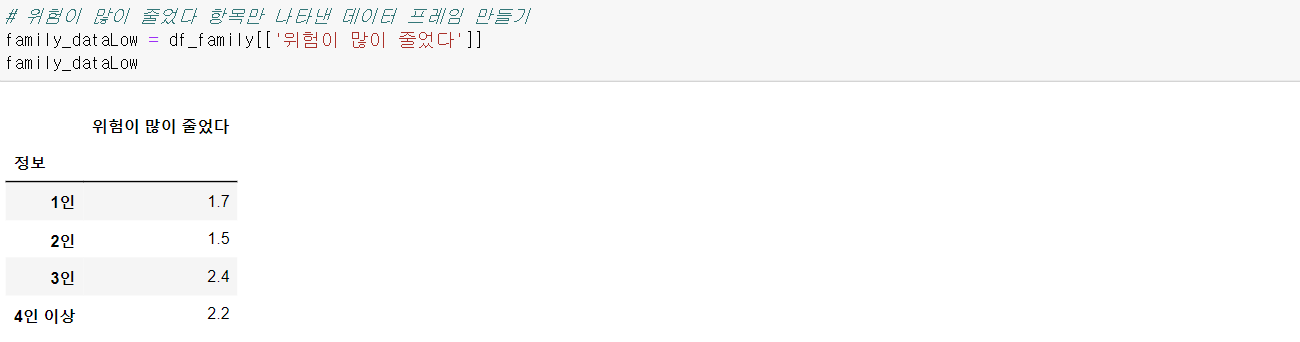 # 위험이 많이 줄었다 항목만 나타낸 데이터 프레임 만들기
family_dataLow = df_family[['위험이 많이 줄었다']]
family_dataLow
위험이 많이 줄었다
정보
1인 1.7
2인 1.5
3인 2.4
4인 이상 2.2